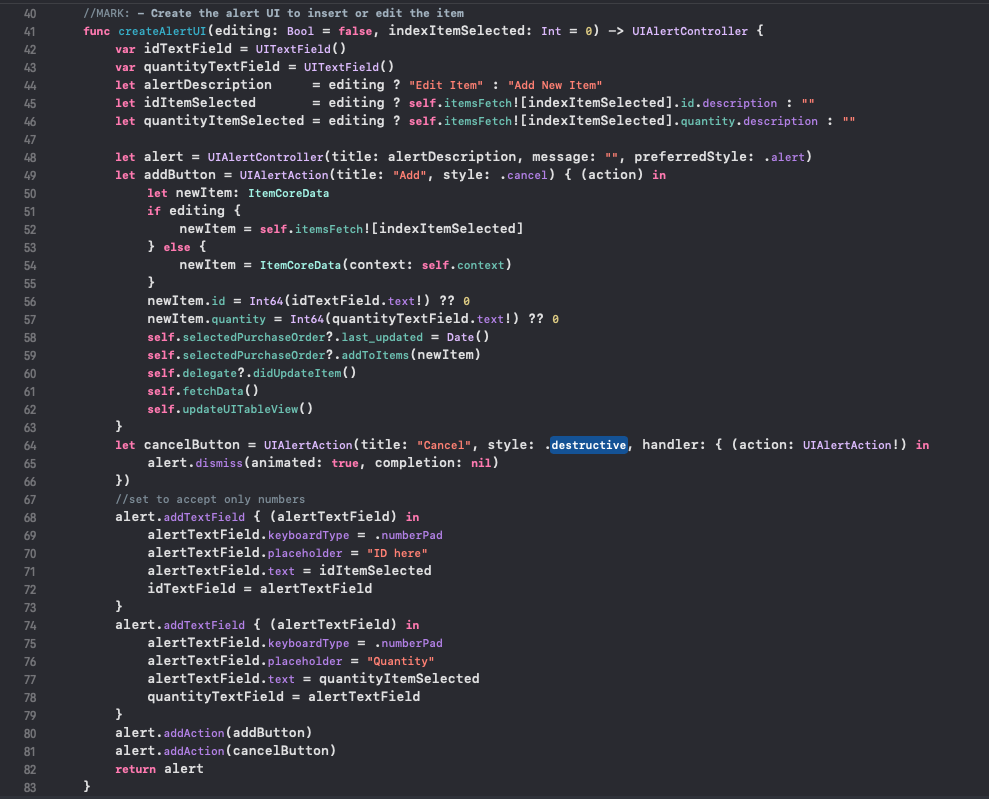 40 //MARK: - Create the alert UI to insert or edit the item
41 func createAlertUI(editing: Bool = false, indexItemSelected: Int = 0) -> UIAlertController {
42 var idTextField = UITextField()
43 var quantityTextField = UITextField()
44 let alertDescription = editing ? "Edit Item" : "Add New Item"
45 let idItemSelected = editing ? self.itemsFetch![indexItemSelected].id.description : ""
46 let quantityItemSelected = editing ? self.itemsFetch![indexItemSelected].quantity.description : ""
47
48 let alert = UIAlertController(title: alertDescription, message: "", preferredStyle: .alert)
49 let addButton = UIAlertAction(title: "Add", style: .cancel) { (action) in
50 let newItem: ItemCoreData
51 if editing {
52 newItem = self.itemsFetch![indexItemSelected]
53 } else {
54 newItem = ItemCoreData(context: self.context)
55 }
56 newItem.id = Int64(idTextField.text!) ?? 0
57 newItem.quantity = Int64(quantityTextField.text!) ?? 0
58 self.selectedPurchaseOrder?.last_updated = Date()
59 self.selectedPurchaseOrder?.addToItems(newItem)
60 self.delegate?.didUpdateItem()
61 self.fetchData()
62 self.updateUITableView()
63 }
64 let cancelButton = UIAlertAction(title: "Cancel", style: .destructive, handler: { (action: UIAlertAction!) in
65 alert.dismiss(animated: true, completion: nil)
66 })
67 //set to accept only numbers
68 alert.addTextField { (alertTextField) in
69 alertTextField.keyboardType = .numberPad
70 alertTextField.placeholder = "ID here"
71 alertTextField.text = idItemSelected
72 idTextField = alertTextField
73 }
74 alert.addTextField { (alertTextField) in
75 alertTextField.keyboardType = .numberPad
76 alertTextField.placeholder = "Quantity"
77 alertTextField.text = quantityItemSelected
78 quantityTextField = alertTextField
79 }
80 alert.addAction(addButton)
81 alert.addAction(cancelButton)
82 return alert
83 }